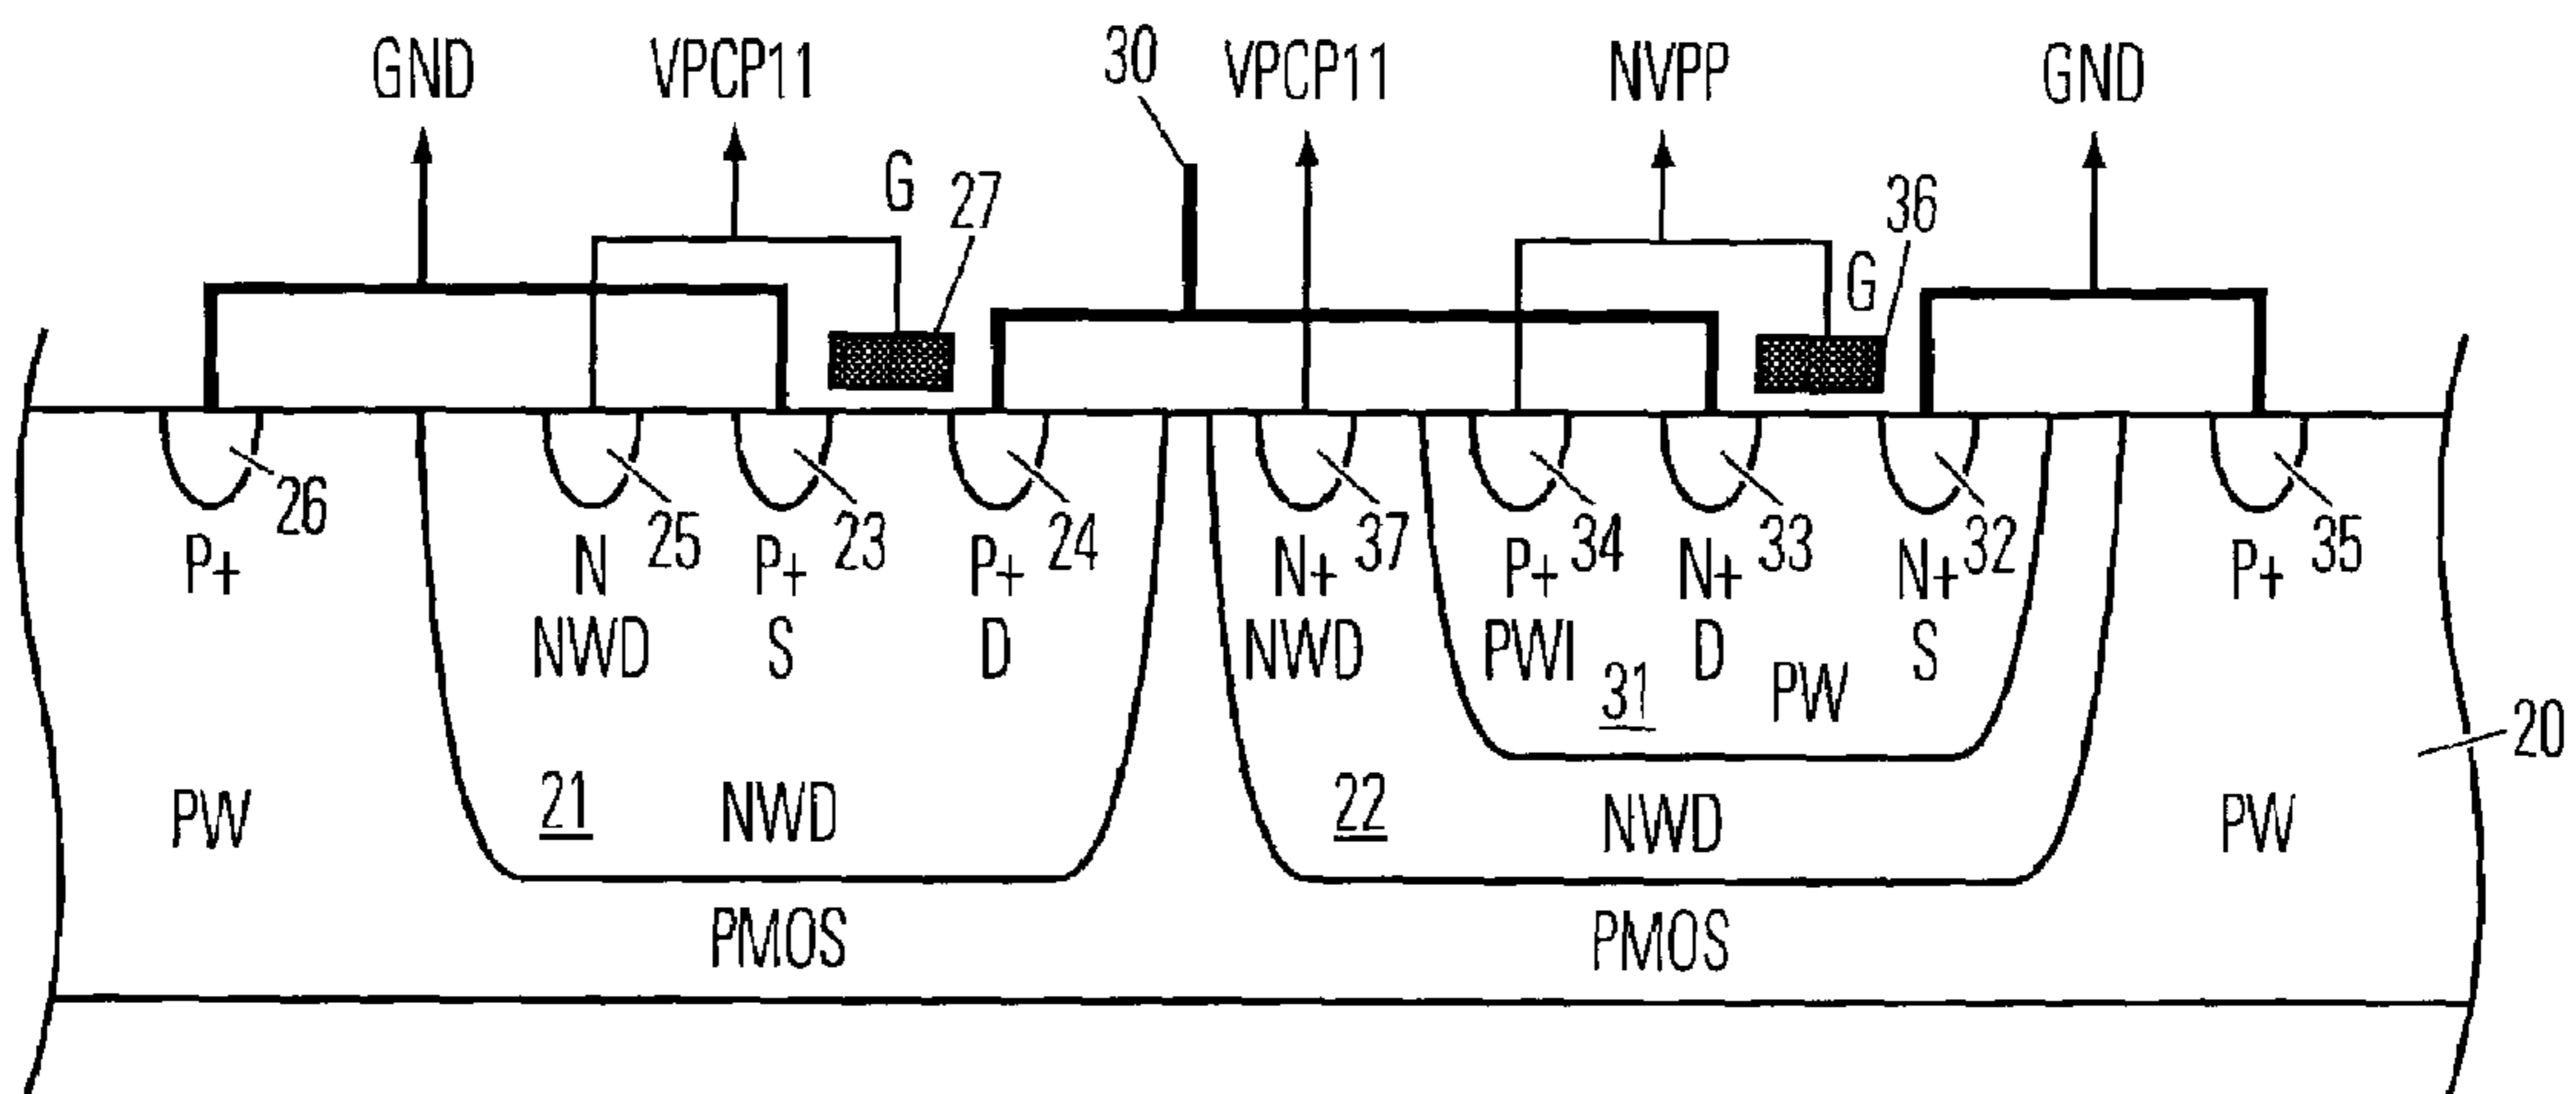 GND VPCP11 30 VPCP11 NVPP GND
G 27 36
G
26 25 23 24 37 34 33 32 35
P+ N P+ P+ N+ P+ N+ N+ P+
NWD S D NWD PWI D S
31 PW
20
PW 21 NWD 22 NWD PW
PMOS PMOS